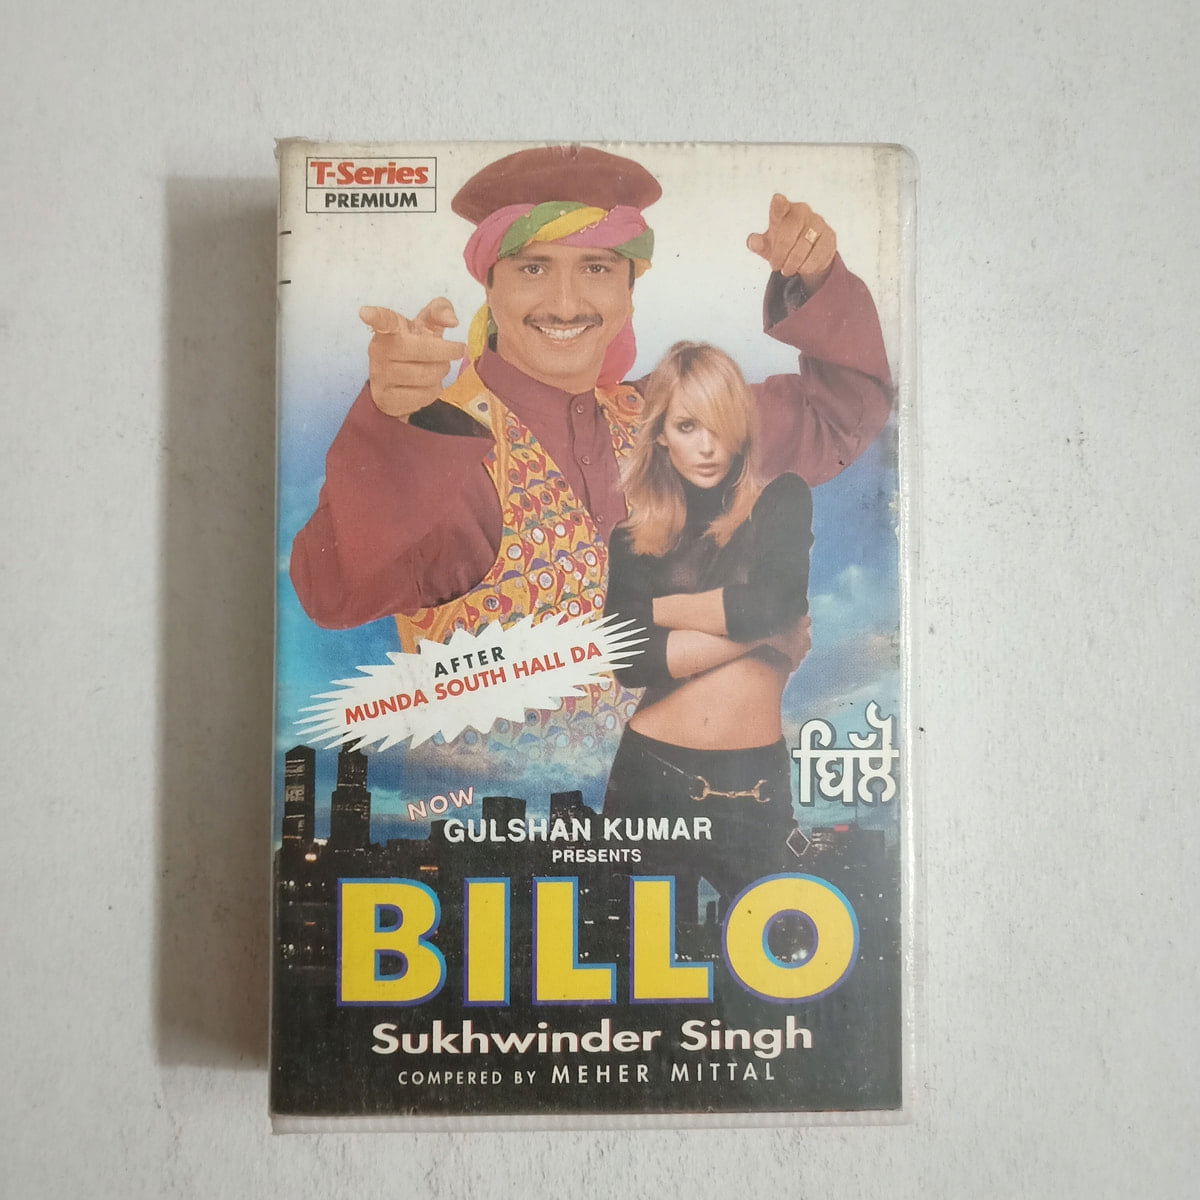 T-Series
PREMIUM
AFTER
MUNDA SOUTH HALL DA
ਬਿੱਲੋ
NOW
GULSHAN KUMAR
PRESENTS
BILLO
Sukhwinder Singh
COMPERED BY MEHER MITTAL